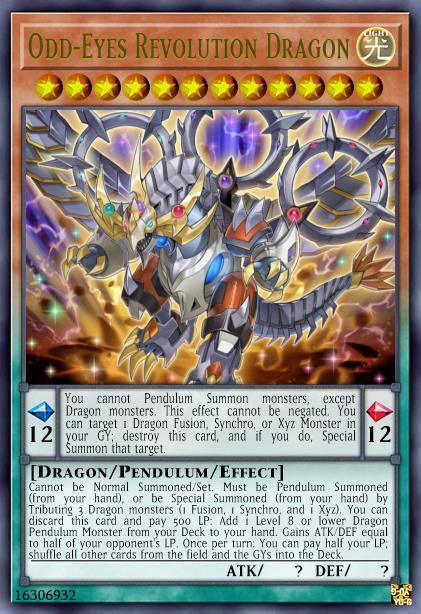 ODD-EYES REVOLUTION DRAGON
LIGHT
光
You cannot Pendulum Summon monsters, except
Dragon monsters. This effect cannot be negated. You
can target 1 Dragon Fusion, Synchro, or Xyz Monster in
your GY; destroy this card, and if you do, Special
Summon that target.
12
12
[DRAGON/PENDULUM/EFFECT]
Cannot be Normal Summoned/Set. Must be Pendulum Summoned
(from your hand), or be Special Summoned (from your hand) by
Tributing 3 Dragon monsters (1 Fusion, 1 Synchro, and 1 Xyz). You can
discard this card and pay 500 LP: Add 1 Level 8 or lower Dragon
Pendulum Monster from your Deck to your hand. Gains ATK/DEF equal
to half of your opponent's LP. Once per turn: You can pay half your LP;
shuffle all other cards from the field and the GYs into the Deck.
ATK/ ? DEF/ ?
16306932